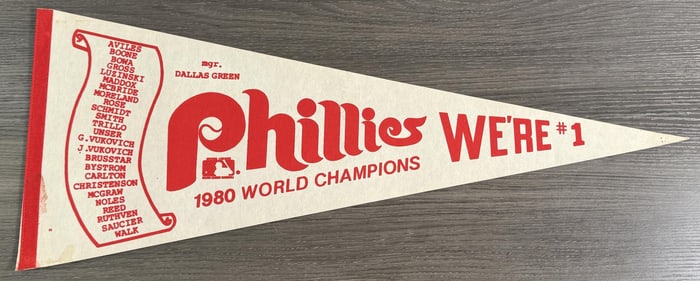 AVILES
BOONE
BOWA
GROSS
LUZINSKI
MADDOX
MCBRIDE
MORELAND
ROSE
SCHMIDT
SMITH
TRILLO
UNSER
G.VUKOVICH
J.VUKOVICH
BRUSSTAR
BYSTROM
CARLTON
CHRISTENSON
MCGRAW
NOLES
REED
RUTHVEN
SAUCIER
WALK
mgr.
DALLAS GREEN
Phillies
1980 WORLD CHAMPIONS
WE'RE #1